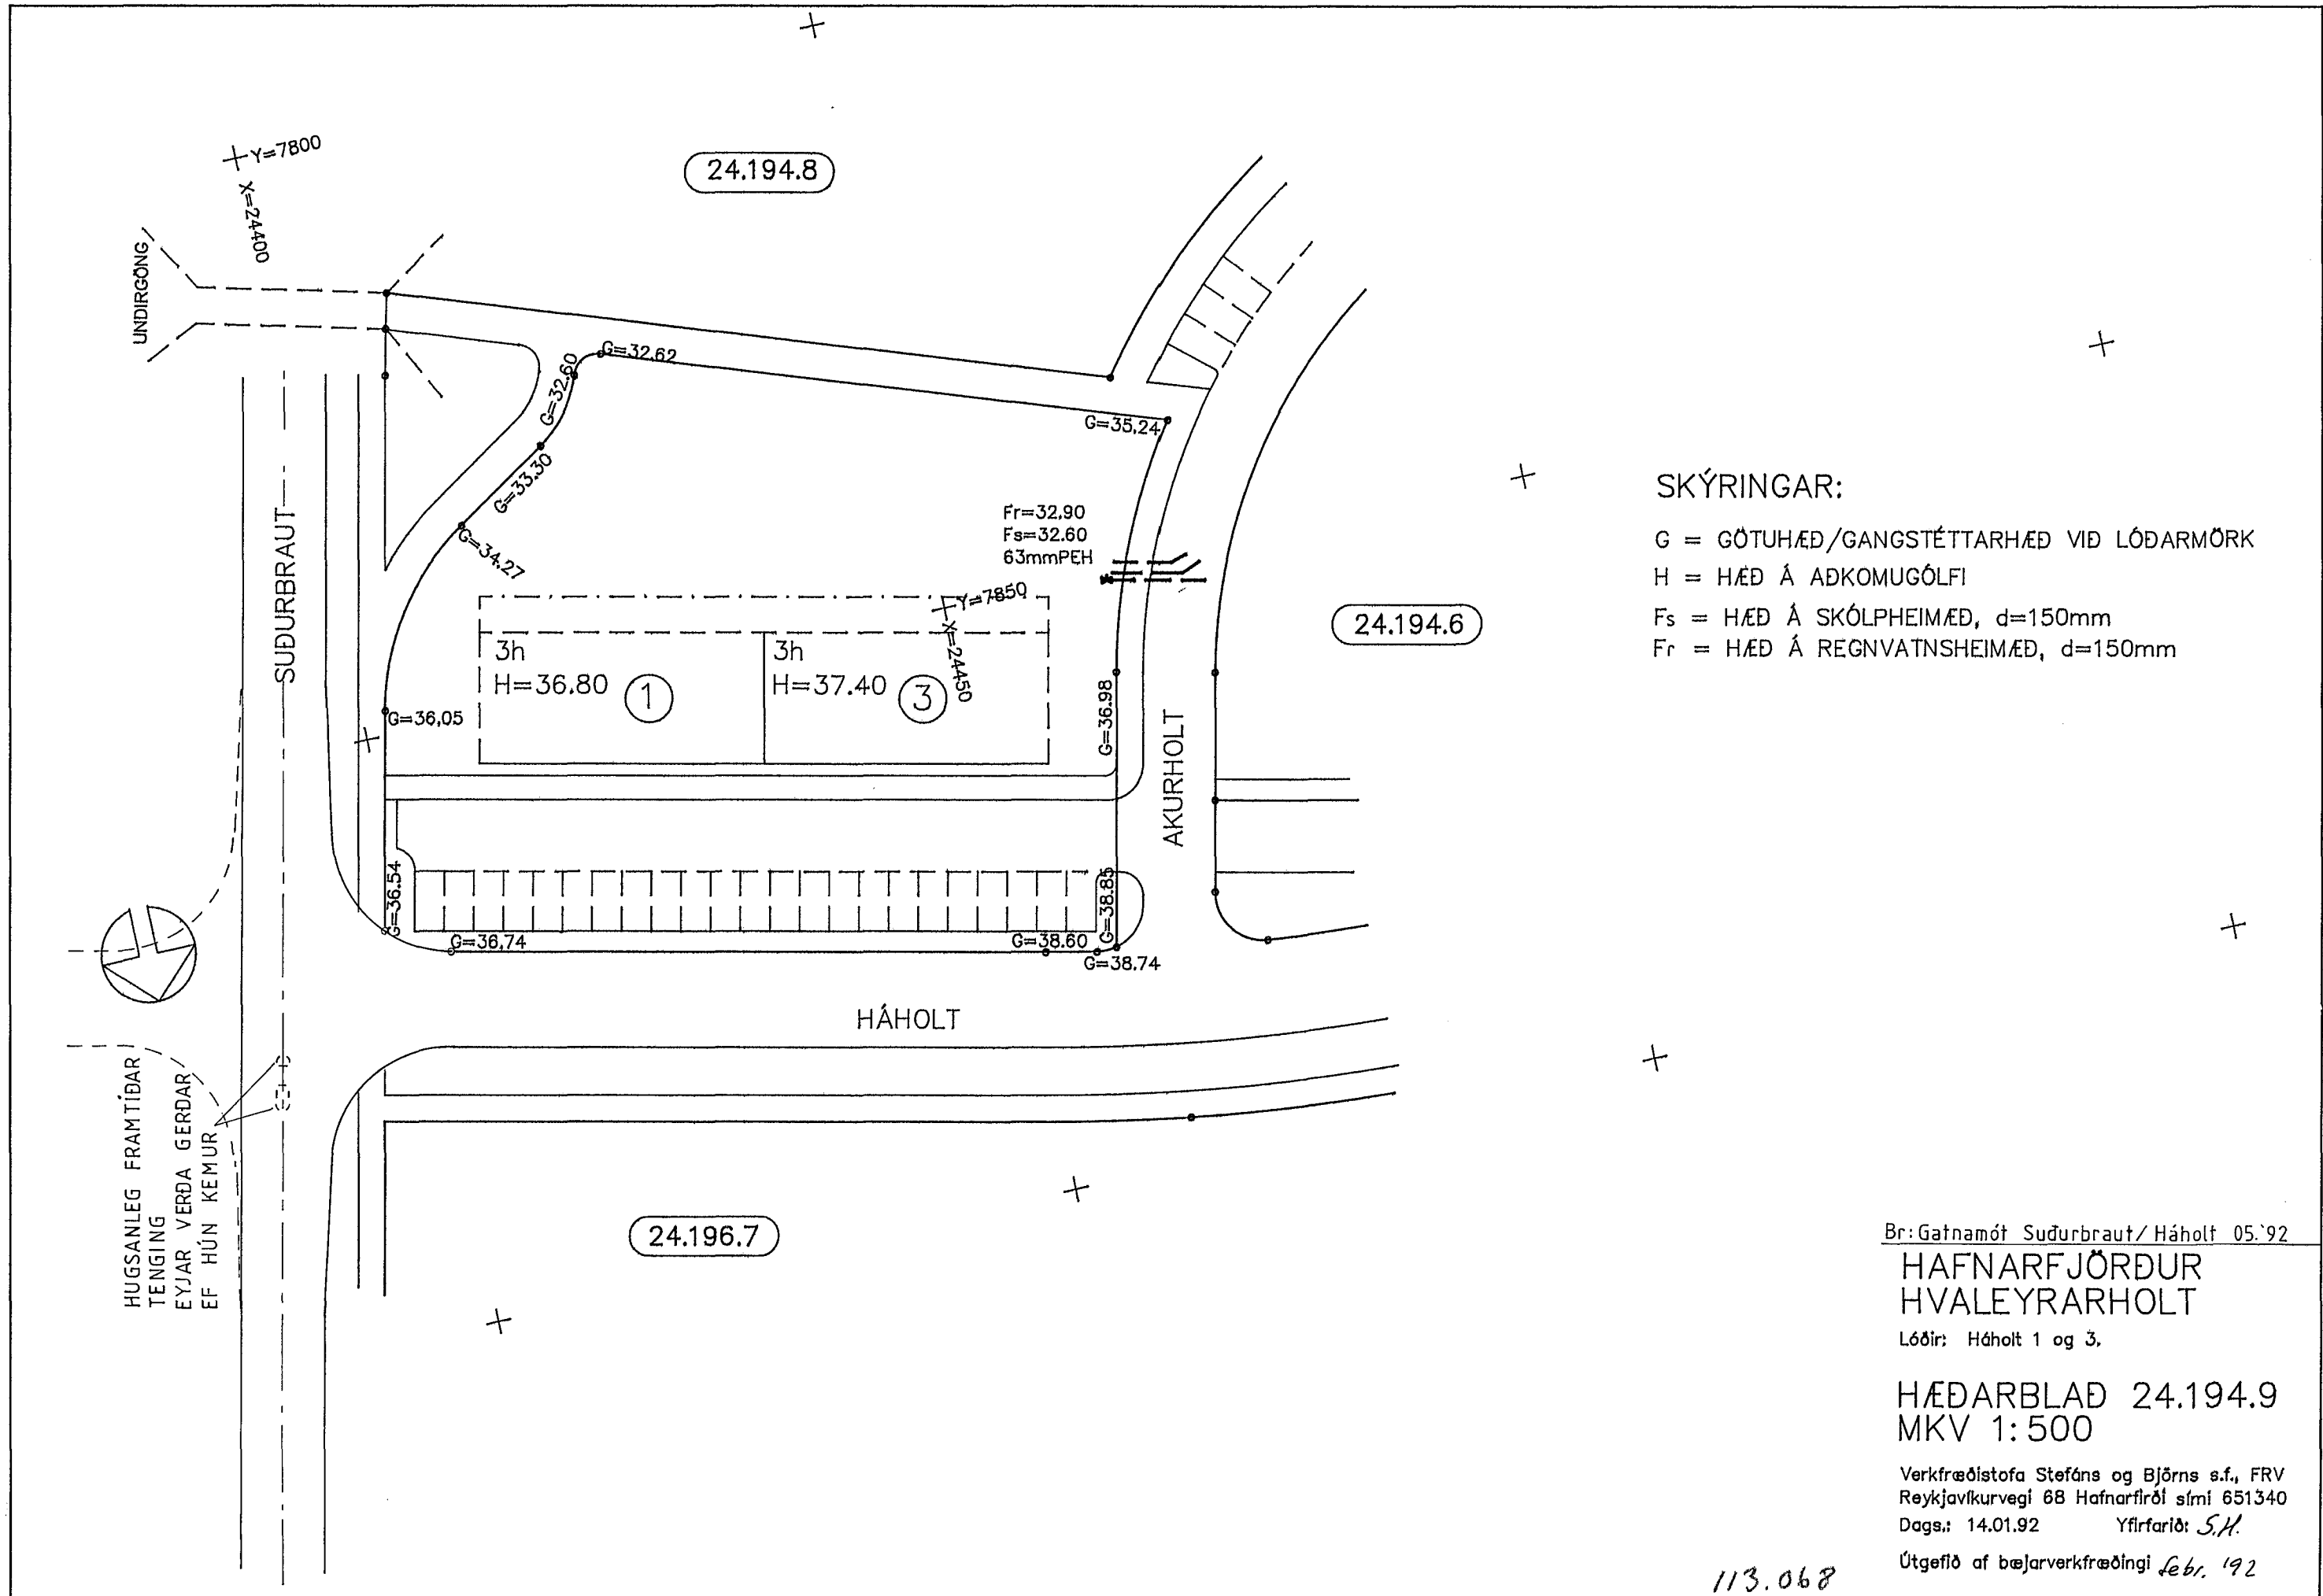 Y=7800
X=24400
24.194.8
UNDIRGÖNG
G=32.62
G=32.60
G=35.24
G=33.30
G=34.27
SUÐURBRAUT
Fr=32.90
Fs=32.60
63mmPEH
Y=7850
X=24450
24.194.6
3h
H=36.80
1
3h
H=37.40
3
G=36.05
G=36.98
AKURHOLT
G=36.54
G=36.74
G=38.60
G=38.85
G=38.74
HÁHOLT
HUGSANLEG FRAMTÍÐAR
TENGING
EYJAR VERÐA GERÐAR
EF HÚN KEMUR
24.196.7
SKÝRINGAR:
G = GÖTUHÆÐ/GANGSTÉTTARHÆÐ VIÐ LÓÐARMÖRK
H = HÆÐ Á AÐKOMUGÓLFI
Fs = HÆÐ Á SKÓLPHEIMÆÐ, d=150mm
Fr = HÆÐ Á REGNVATNSHEIMÆÐ, d=150mm
Br: Gatnamót Suðurbraut/Háholt 05.'92
HAFNARFJÖRÐUR
HVALEYRARHOLT
Lóðir: Háholt 1 og 3.
HÆÐARBLAÐ 24.194.9
MKV 1:500
Verkfræðistofa Stefáns og Björns s.f., FRV
Reykjavíkurvegi 68 Hafnarfirði sími 651340
Dags.: 14.01.92 Yfirfarið: S.H.
Útgefið af bæjarverkfræðingi febr. '92
113.068